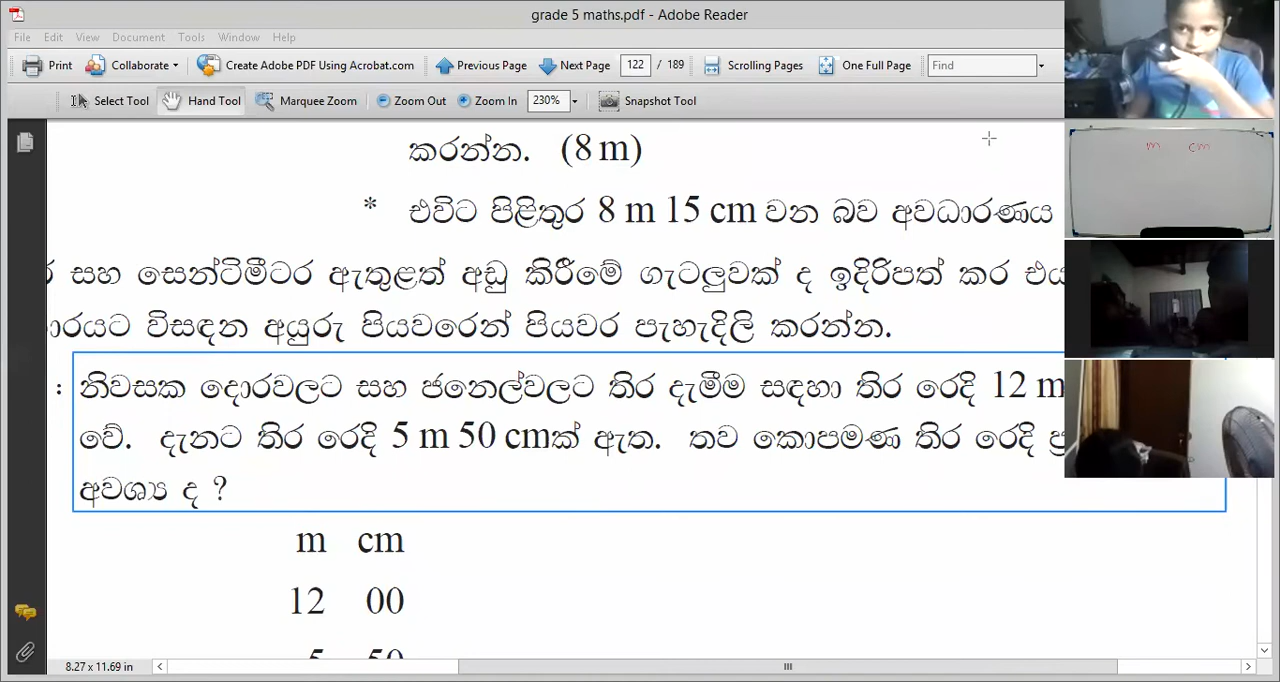 grade 5 maths.pdf - Adobe Reader
File Edit View Document Tools Window Help
Print Collaborate Create Adobe PDF Using Acrobat.com Previous Page Next Page 122 / 189 Scrolling Pages One Full Page Find
Select Tool Hand Tool Marquee Zoom Zoom Out Zoom In 230% Snapshot Tool
කරන්න. (8 m)
* එවිට පිළිතුර 8 m 15 cm වන බව අවධාරණය
m cm
සහ සෙන්ටිමීටර ඇතුළත් අඩු කිරීමේ ගැටලුවක් ද ඉදිරිපත් කර එය
විසඳන අයුරු පියවරෙන් පියවර පැහැදිලි කරන්න.
: නිවසක දොරවලට සහ ජනෙල්වලට තිර දැමීම සඳහා තිර රෙදි 12 m
වේ. දැනට තිර රෙදි 5 m 50 cmක් ඇත. තව කොපමණ තිර රෙදි
අවශ්‍ය ද ?
m cm
12 00
5 50
8.27 x 11.69 in